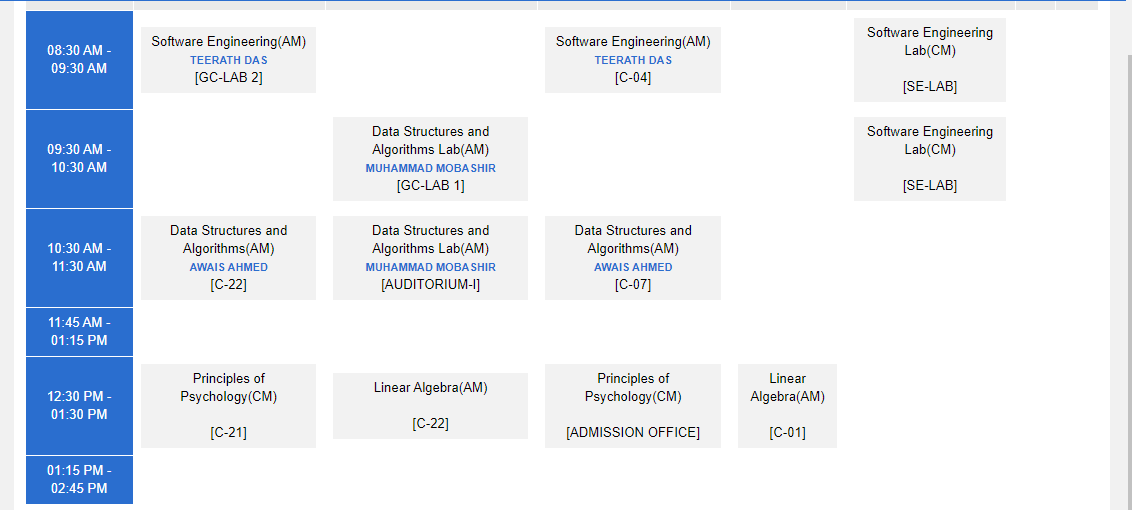 08:30 AM -
09:30 AM
Software Engineering(AM)
TEERATH DAS
[GC-LAB 2]
Software Engineering(AM)
TEERATH DAS
[C-04]
Software Engineering
Lab(CM)
[SE-LAB]
09:30 AM -
10:30 AM
Data Structures and
Algorithms Lab(AM)
MUHAMMAD MOBASHIR
[GC-LAB 1]
Software Engineering
Lab(CM)
[SE-LAB]
10:30 AM -
11:30 AM
Data Structures and
Algorithms(AM)
AWAIS AHMED
[C-22]
Data Structures and
Algorithms Lab(AM)
MUHAMMAD MOBASHIR
[AUDITORIUM-I]
Data Structures and
Algorithms(AM)
AWAIS AHMED
[C-07]
11:45 AM -
01:15 PM
12:30 PM -
01:30 PM
Principles of
Psychology(CM)
[C-21]
Linear Algebra(AM)
[C-22]
Principles of
Psychology(CM)
[ADMISSION OFFICE]
Linear
Algebra(AM)
[C-01]
01:15 PM -
02:45 PM